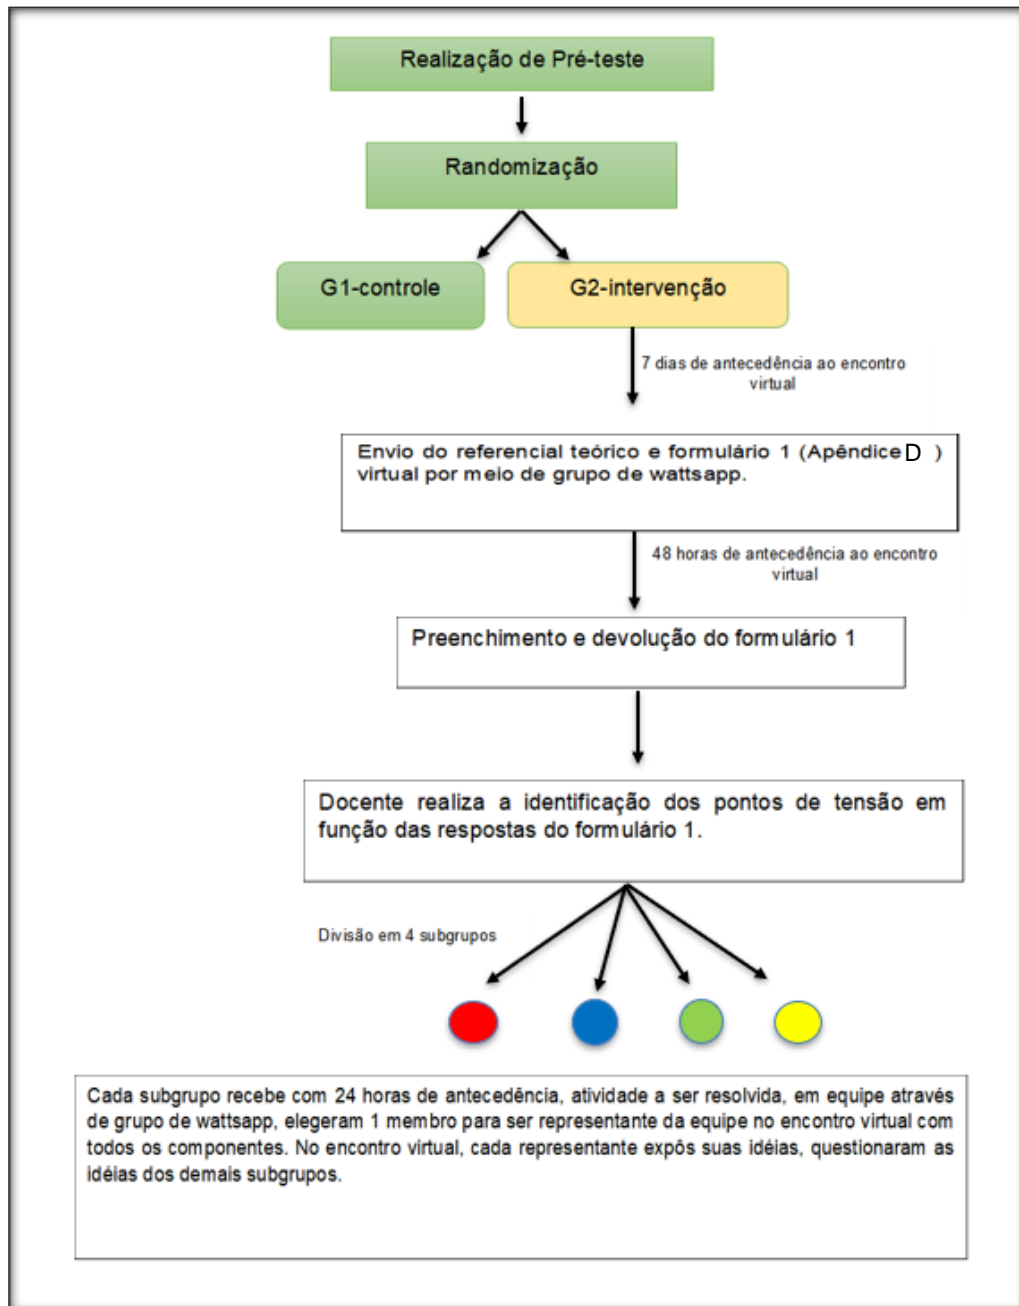 Realização de Pré-teste
Randomização
G1-controle
G2-intervenção
7 dias de antecedência ao encontro
virtual
Envio do referencial teórico e formulário 1 (Apêndice D )
virtual por meio de grupo de wattsapp.
48 horas de antecedência ao encontro
virtual
Preenchimento e devolução do formulário 1
Docente realiza a identificação dos pontos de tensão em
função das respostas do formulário 1.
Divisão em 4 subgrupos
Cada subgrupo recebe com 24 horas de antecedência, atividade a ser resolvida, em equipe através
de grupo de wattsapp, elegeram 1 membro para ser representante da equipe no encontro virtual com
todos os componentes. No encontro virtual, cada representante expôs suas idéias, questionaram as
idéias dos demais subgrupos.